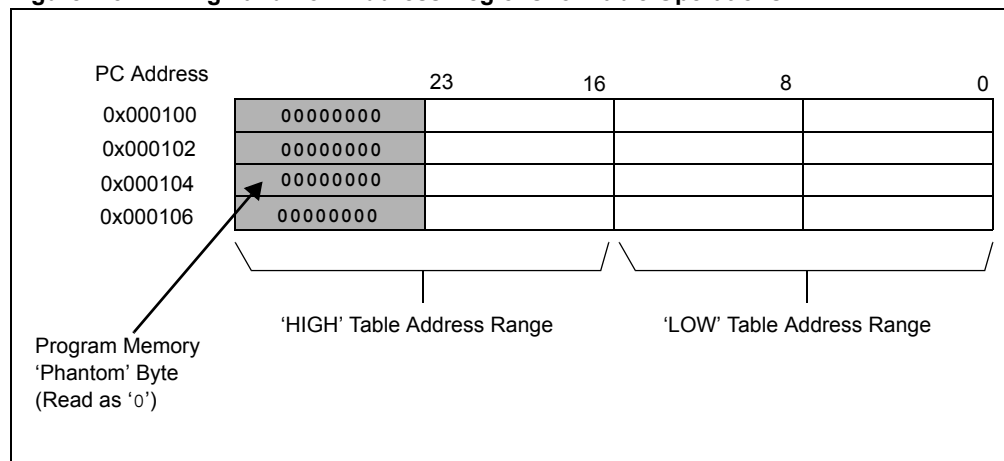 PC Address
23 16 8 0
0x000100 00000000
0x000102 00000000
0x000104 00000000
0x000106 00000000
‘HIGH’ Table Address Range ‘LOW’ Table Address Range
Program Memory
‘Phantom’ Byte
(Read as ‘0’)